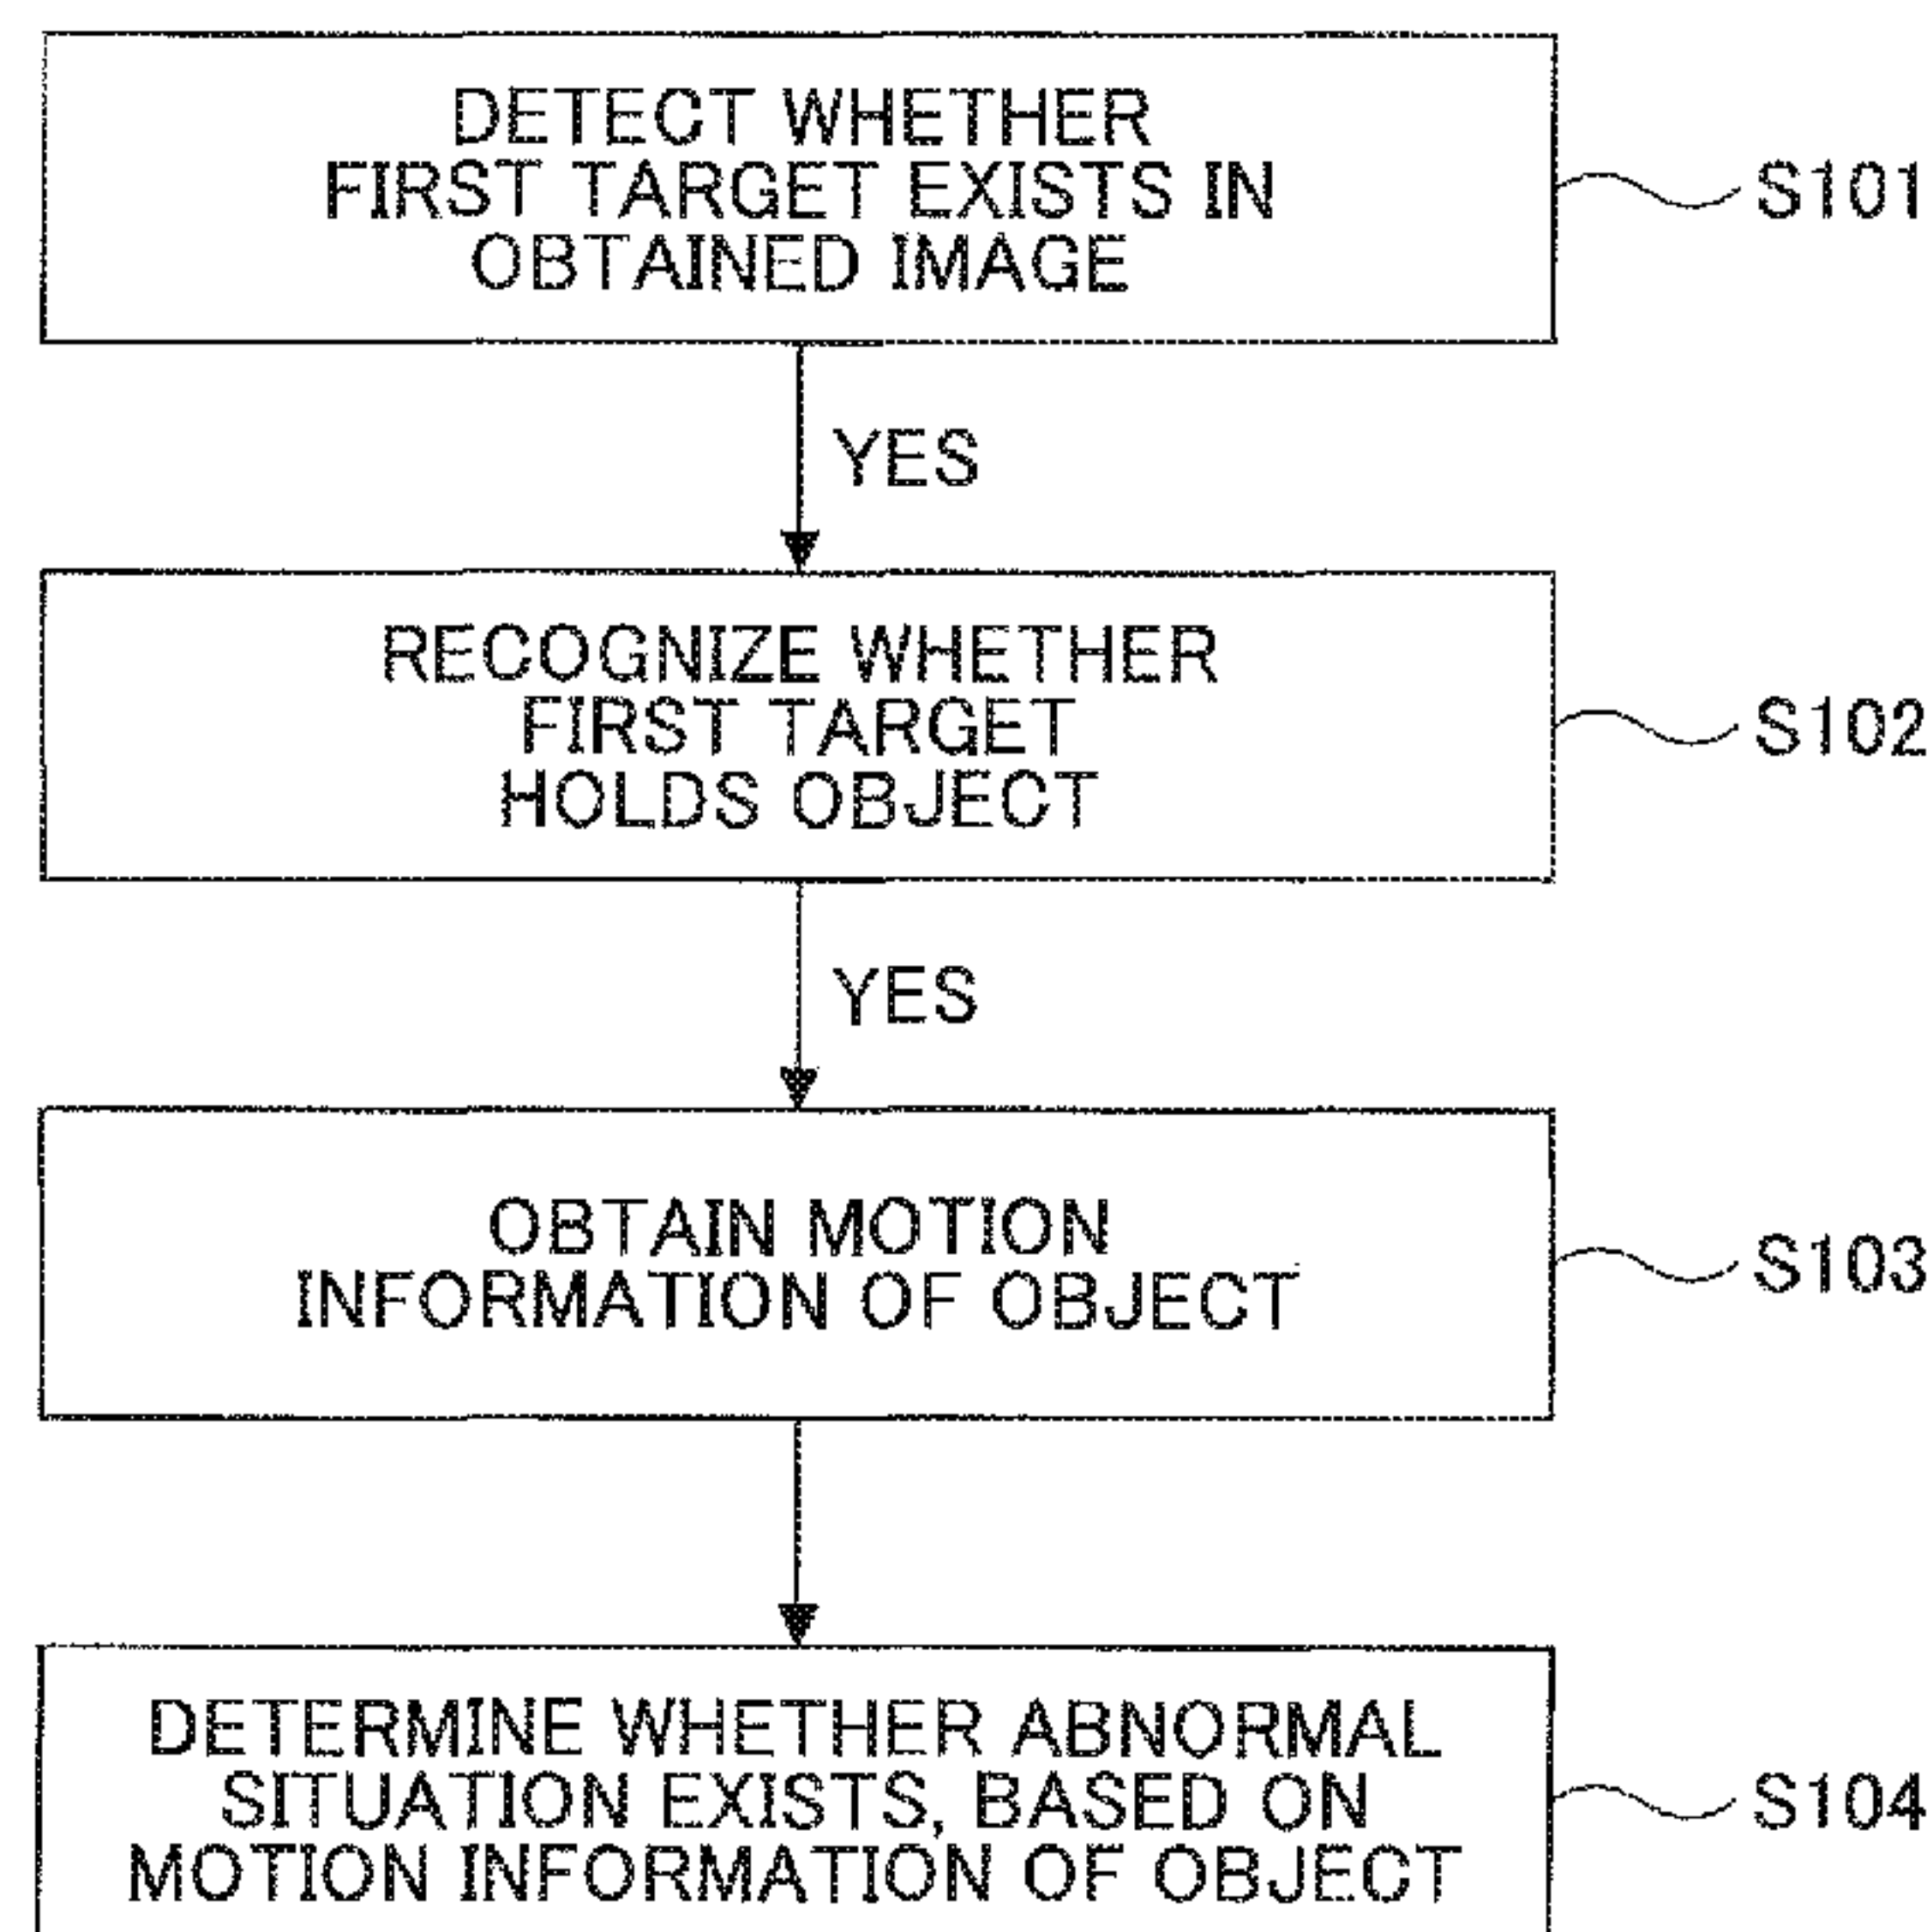 DETECT WHETHER
FIRST TARGET EXISTS IN
OBTAINED IMAGE
S101
YES
RECOGNIZE WHETHER
FIRST TARGET
HOLDS OBJECT
S102
YES
OBTAIN MOTION
INFORMATION OF OBJECT
S103
DETERMINE WHETHER ABNORMAL
SITUATION EXISTS, BASED ON
MOTION INFORMATION OF OBJECT
S104